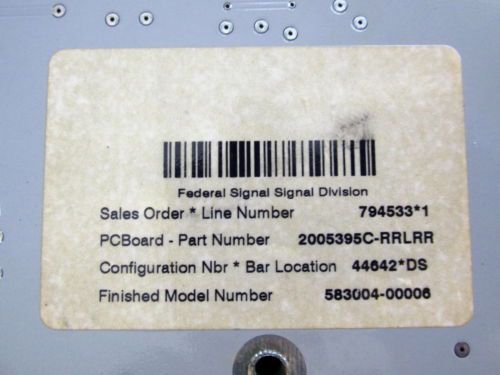 Federal Signal Signal Division
Sales Order * Line Number 794533*1
PCBoard - Part Number 2005395C-RRLRR
Configuration Nbr * Bar Location 44642*DS
Finished Model Number 583004-00006